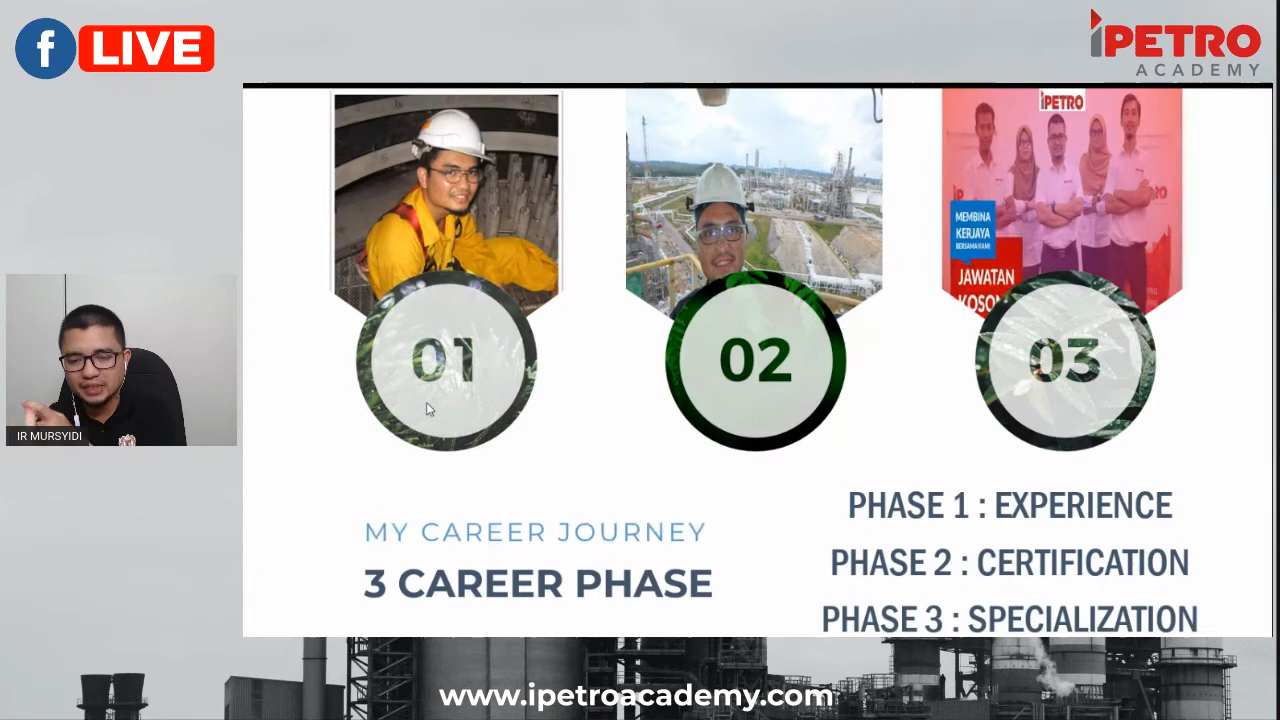 f LIVE
iPETRO
ACADEMY
iPETRO
MEMBINA
KERJAYA
BERSAMA KAMI
JAWATAN
01
02
03
IR MURSYIDI
MY CAREER JOURNEY
3 CAREER PHASE
PHASE 1 : EXPERIENCE
PHASE 2 : CERTIFICATION
PHASE 3 : SPECIALIZATION
www.ipetroacademy.com